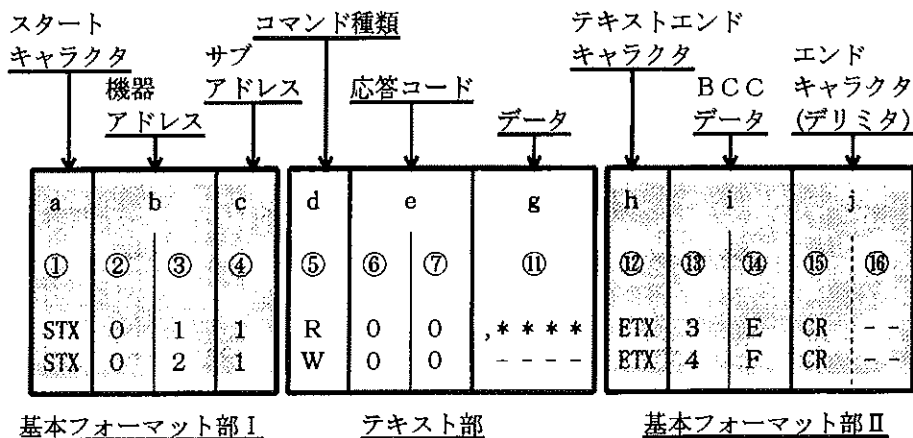 スタート
キャラクタ
機器
アドレス
サブ
アドレス
コマンド種類
応答コード
データ
テキストエンド
キャラクタ
BCC
データ
エンド
キャラクタ
(デリミタ)
a b c d e g h i j
① ② ③ ④ ⑤ ⑥ ⑦ ⑪ ⑫ ⑬ ⑭ ⑮ ⑯
STX 0 1 1 R 0 0 ,**** ETX 3 E CR --
STX 0 2 1 W 0 0 ---- ETX 4 F CR --
基本フォーマット部Ⅰ テキスト部 基本フォーマット部Ⅱ